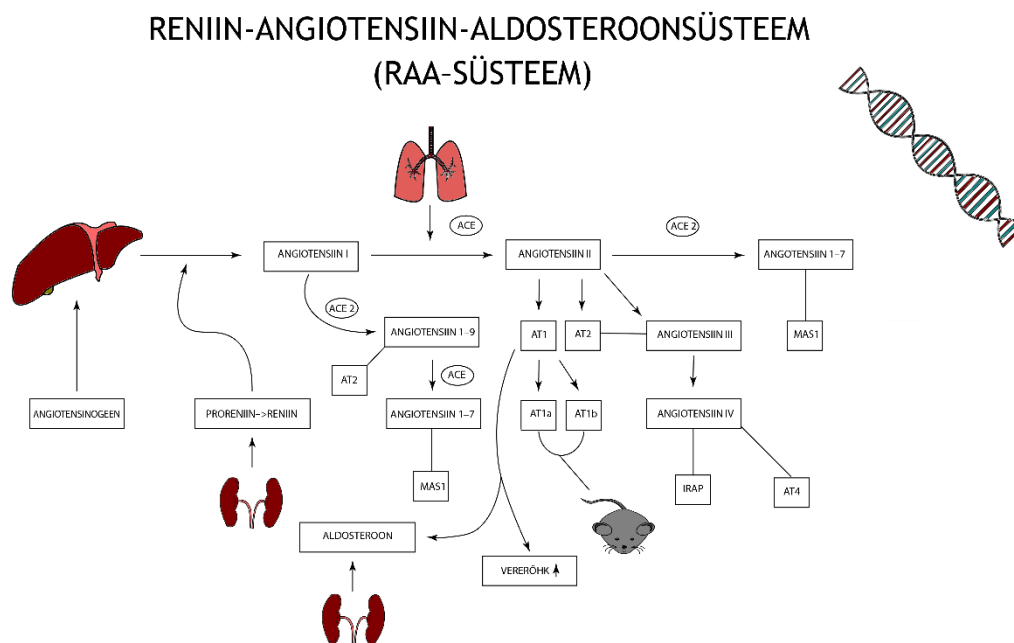 RENIIN-ANGIOTENSIIN-ALDOSTEROONSÜSTEEM
(RAA-SÜSTEEM)
ACE
ACE 2
ANGIOTENSIIN I
ANGIOTENSIIN II
ANGOTENSIIN 1–7
ACE 2
ANGIOTENSIIN 1–9
AT1
AT2
ANGIOTENSIIN III
MAS1
AT2
ACE
ANGIOTENSINOGEEN
PRORENIIN–>RENIIN
ANGIOTENSIIN 1–7
AT1a
AT1b
ANGIOTENSIIN IV
MAS1
IRAP
AT4
ALDOSTEROON
VERERÕHK